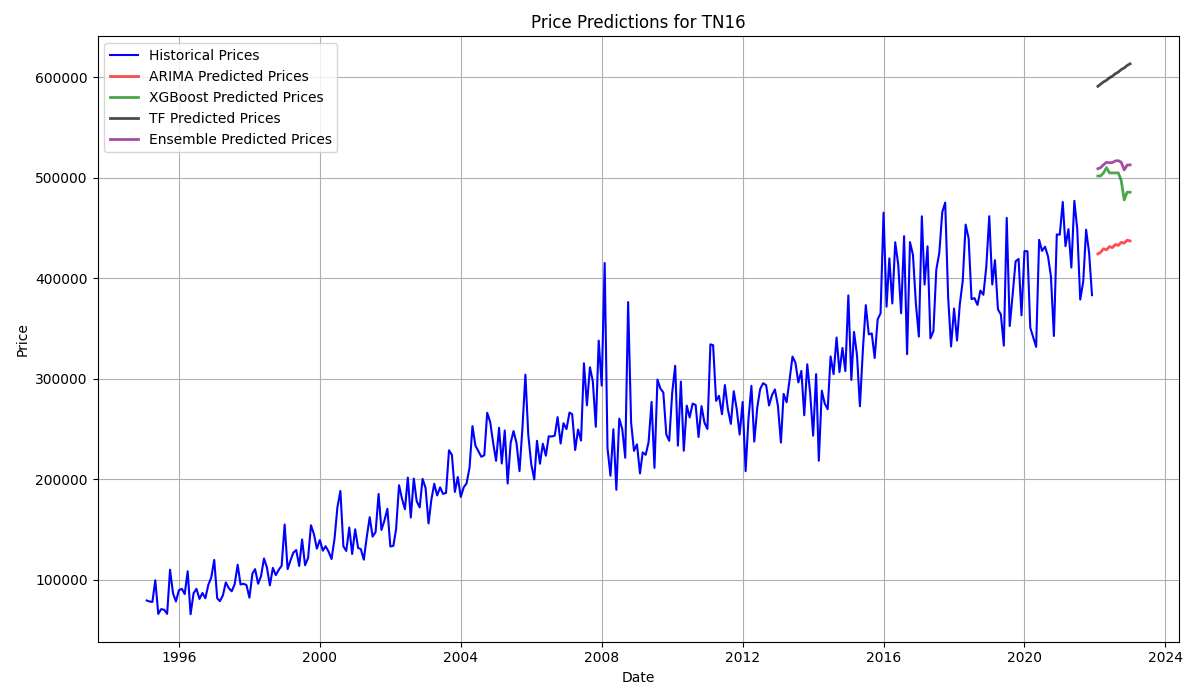 Price Predictions for TN16
Historical Prices
ARIMA Predicted Prices
XGBoost Predicted Prices
TF Predicted Prices
Ensemble Predicted Prices
600000
500000
400000
300000
200000
100000
Price
1996 2000 2004 2008 2012 2016 2020 2024
Date